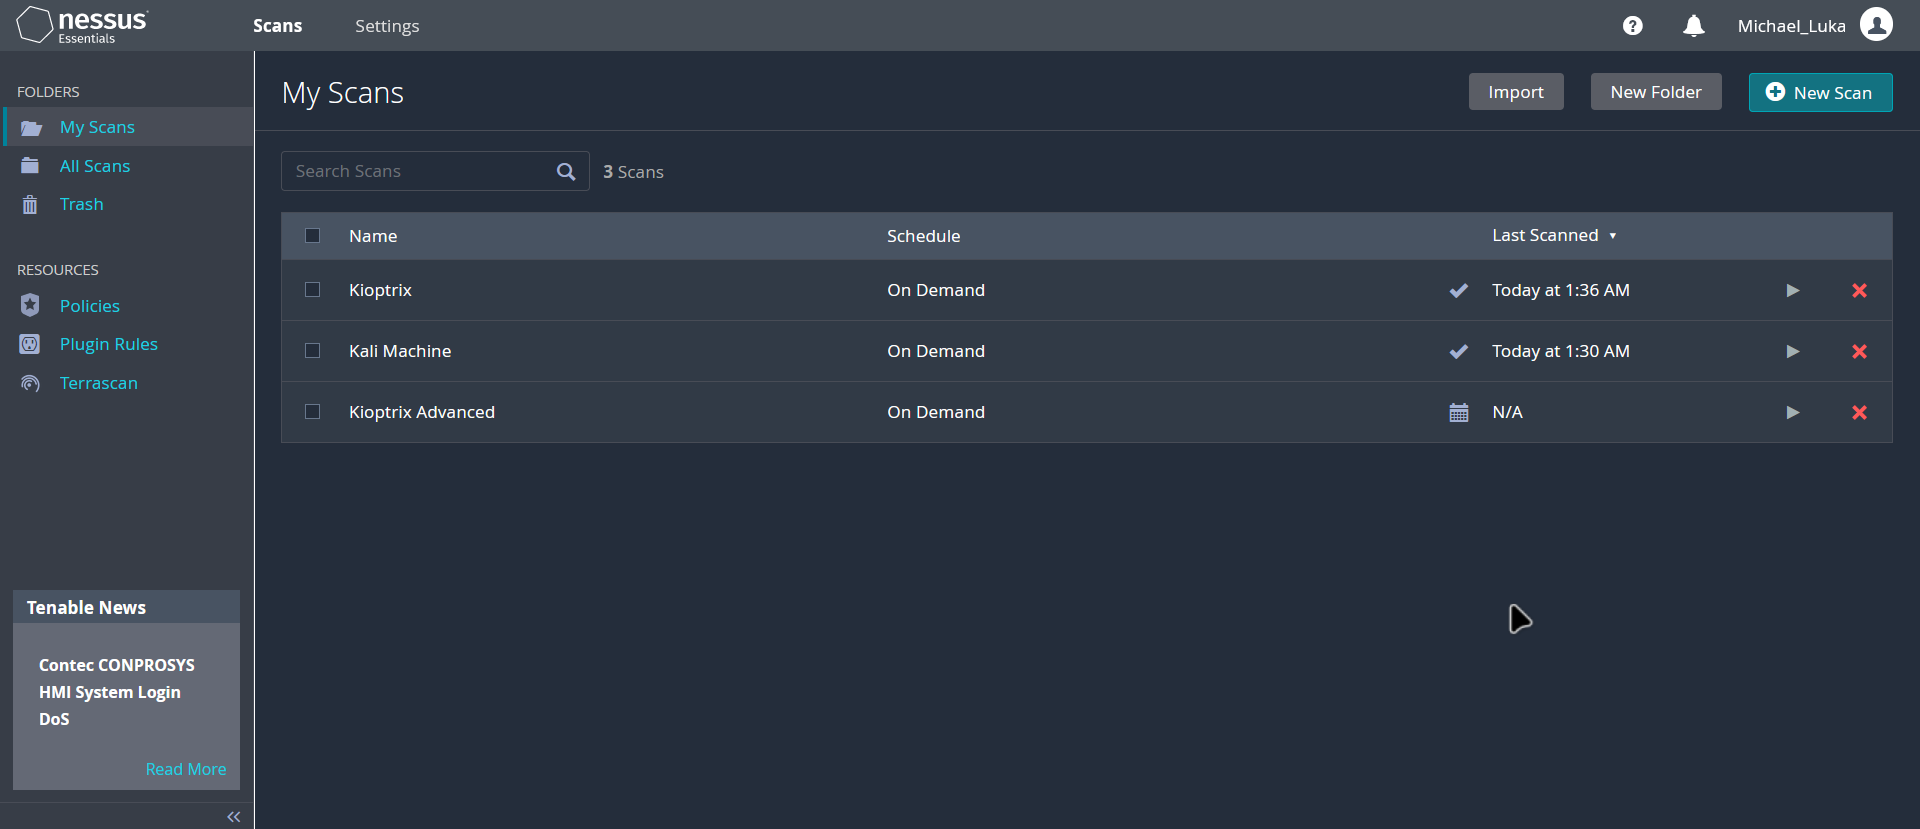 nessus
Essentials
Scans
Settings
Michael_Luka
FOLDERS
My Scans
All Scans
Trash
RESOURCES
Policies
Plugin Rules
Terrascan
Tenable News
Contec CONPROSYS
HMI System Login
DoS
Read More
My Scans
Import
New Folder
New Scan
Search Scans
3 Scans
Name Schedule Last Scanned
Kioptrix On Demand Today at 1:36 AM
Kali Machine On Demand Today at 1:30 AM
Kioptrix Advanced On Demand N/A